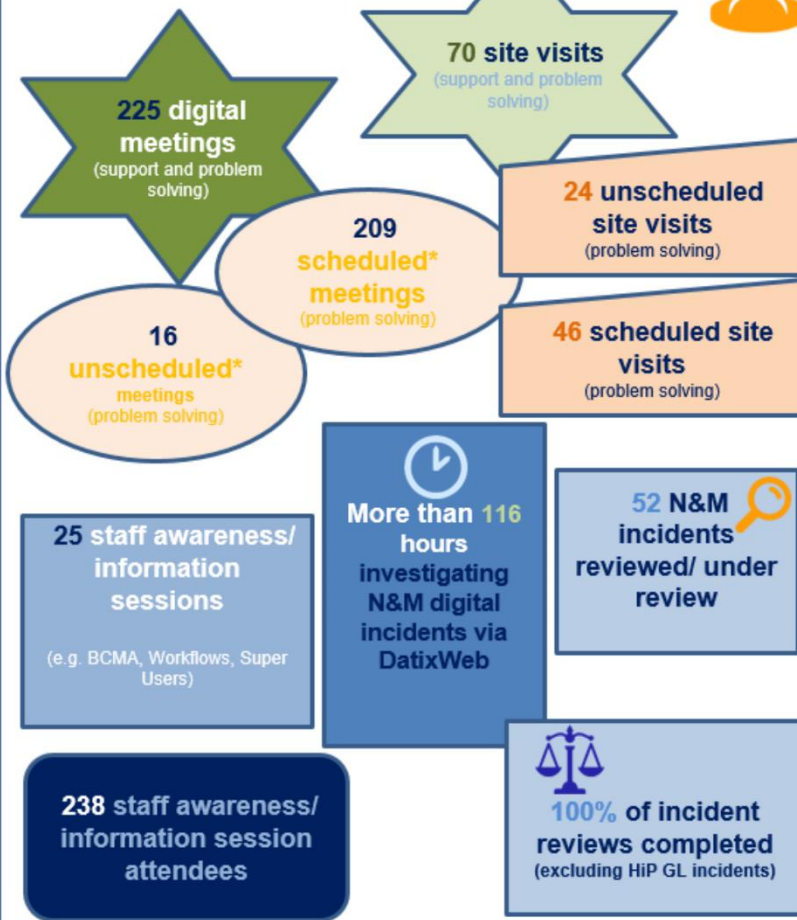 70 site visits
(support and problem
solving)
225 digital
meetings
(support and problem
solving)
24 unscheduled
site visits
(problem solving)
209
scheduled*
meetings
(problem solving)
16
unscheduled*
meetings
(problem solving)
46 scheduled site
visits
(problem solving)
25 staff awareness/
information
sessions
(e.g. BCMA, Workflows, Super
Users)
More than 116
hours
investigating
N&M digital
incidents via
DatixWeb
52 N&M
incidents
reviewed/ under
review
238 staff awareness/
information session
attendees
100% of incident
reviews completed
(excluding HiP GL incidents)